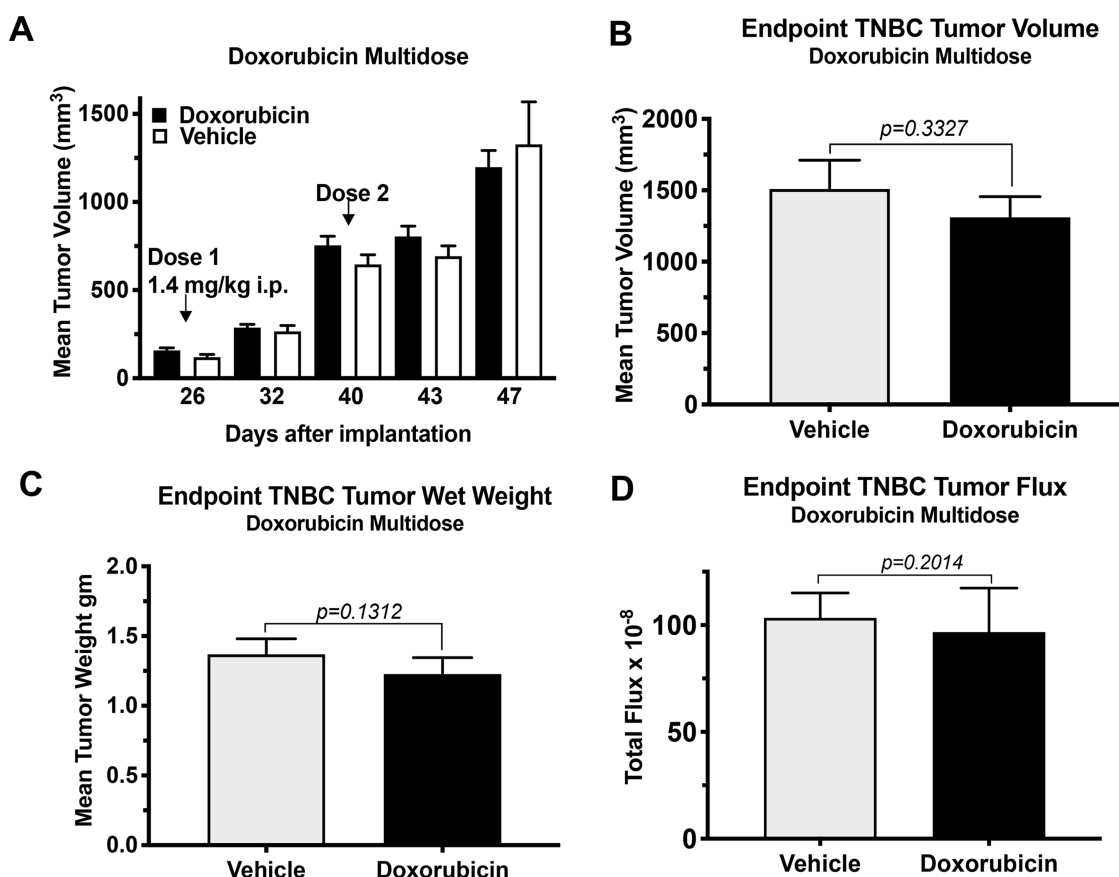 A
Doxorubicin Multidose
Mean Tumor Volume (mm³)
1500
1000
500
0
Doxorubicin
Vehicle
Dose 1
1.4 mg/kg i.p.
Dose 2
26 32 40 43 47
Days after implantation
B
Endpoint TNBC Tumor Volume
Doxorubicin Multidose
Mean Tumor Volume (mm³)
2000
1500
1000
500
0
p=0.3327
Vehicle Doxorubicin
C
Endpoint TNBC Tumor Wet Weight
Doxorubicin Multidose
Mean Tumor Weight gm
2.0
1.5
1.0
0.5
0.0
p=0.1312
Vehicle Doxorubicin
D
Endpoint TNBC Tumor Flux
Doxorubicin Multidose
Total Flux x 10⁻⁸
100
50
0
p=0.2014
Vehicle Doxorubicin